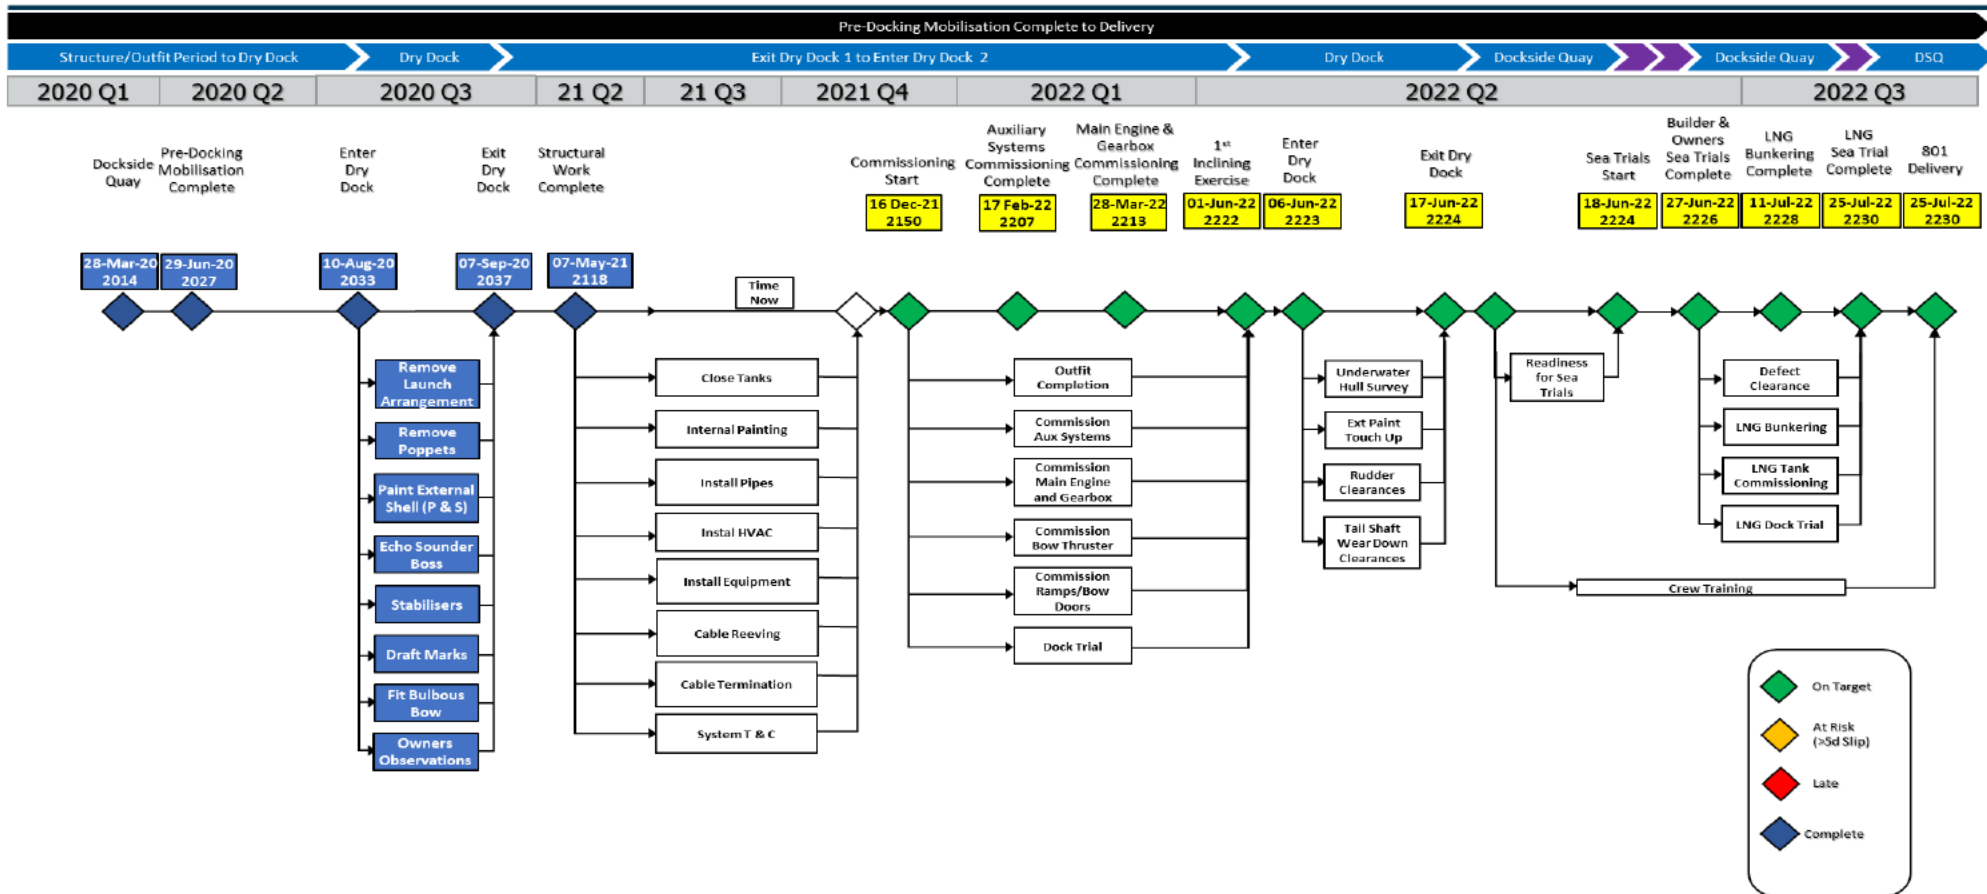 Pre-Docking Mobilisation Complete to Delivery
Structure/Outfit Period to Dry Dock
Dry Dock
Exit Dry Dock 1 to Enter Dry Dock 2
Dry Dock
Dockside Quay
Dockside Quay
DSQ
2020 Q1
2020 Q2
2020 Q3
21 Q2
21 Q3
2021 Q4
2022 Q1
2022 Q2
2022 Q3
Dockside
Quay
Pre-Docking
Mobilisation
Complete
Enter
Dry
Dock
Exit
Dry
Dock
Structural
Work
Complete
Commissioning
Start
Auxiliary
Systems
Commissioning
Complete
Main Engine &
Gearbox
Commissioning
Complete
1st
Inclining
Exercise
Enter
Dry
Dock
Exit Dry
Dock
Sea Trials
Start
Builder &
Owners
Sea Trials
Complete
LNG
Bunkering
Complete
LNG
Sea Trial
Complete
801
Delivery
16 Dec-21
2150
17 Feb-22
2207
28-Mar-22
2213
01-Jun-22
2222
06-Jun-22
2223
17-Jun-22
2224
18-Jun-22
2224
27-Jun-22
2226
11-Jul-22
2228
25-Jul-22
2230
25-Jul-22
2230
28-Mar-20
2014
29-Jun-20
2027
10-Aug-20
2033
07-Sep-20
2037
07-May-21
2118
Time
Now
Remove
Launch
Arrangement
Remove
Poppets
Paint External
Shell (P & S)
Echo Sounder
Boss
Stabilisers
Draft Marks
Fit Bulbous
Bow
Owners
Observations
Close Tanks
Internal Painting
Install Pipes
Instal HVAC
Install Equipment
Cable Reeving
Cable Termination
System T & C
Outfit
Completion
Commission
Aux Systems
Commission
Main Engine
and Gearbox
Commission
Bow Thruster
Commission
Ramps/Bow
Doors
Dock Trial
Underwater
Hull Survey
Ext Paint
Touch Up
Rudder
Clearances
Tail Shaft
Wear Down
Clearances
Readiness
for Sea
Trials
Defect
Clearance
LNG Bunkering
LNG Tank
Commissioning
LNG Dock Trial
Crew Training
On Target
At Risk
(>5d Slip)
Late
Complete